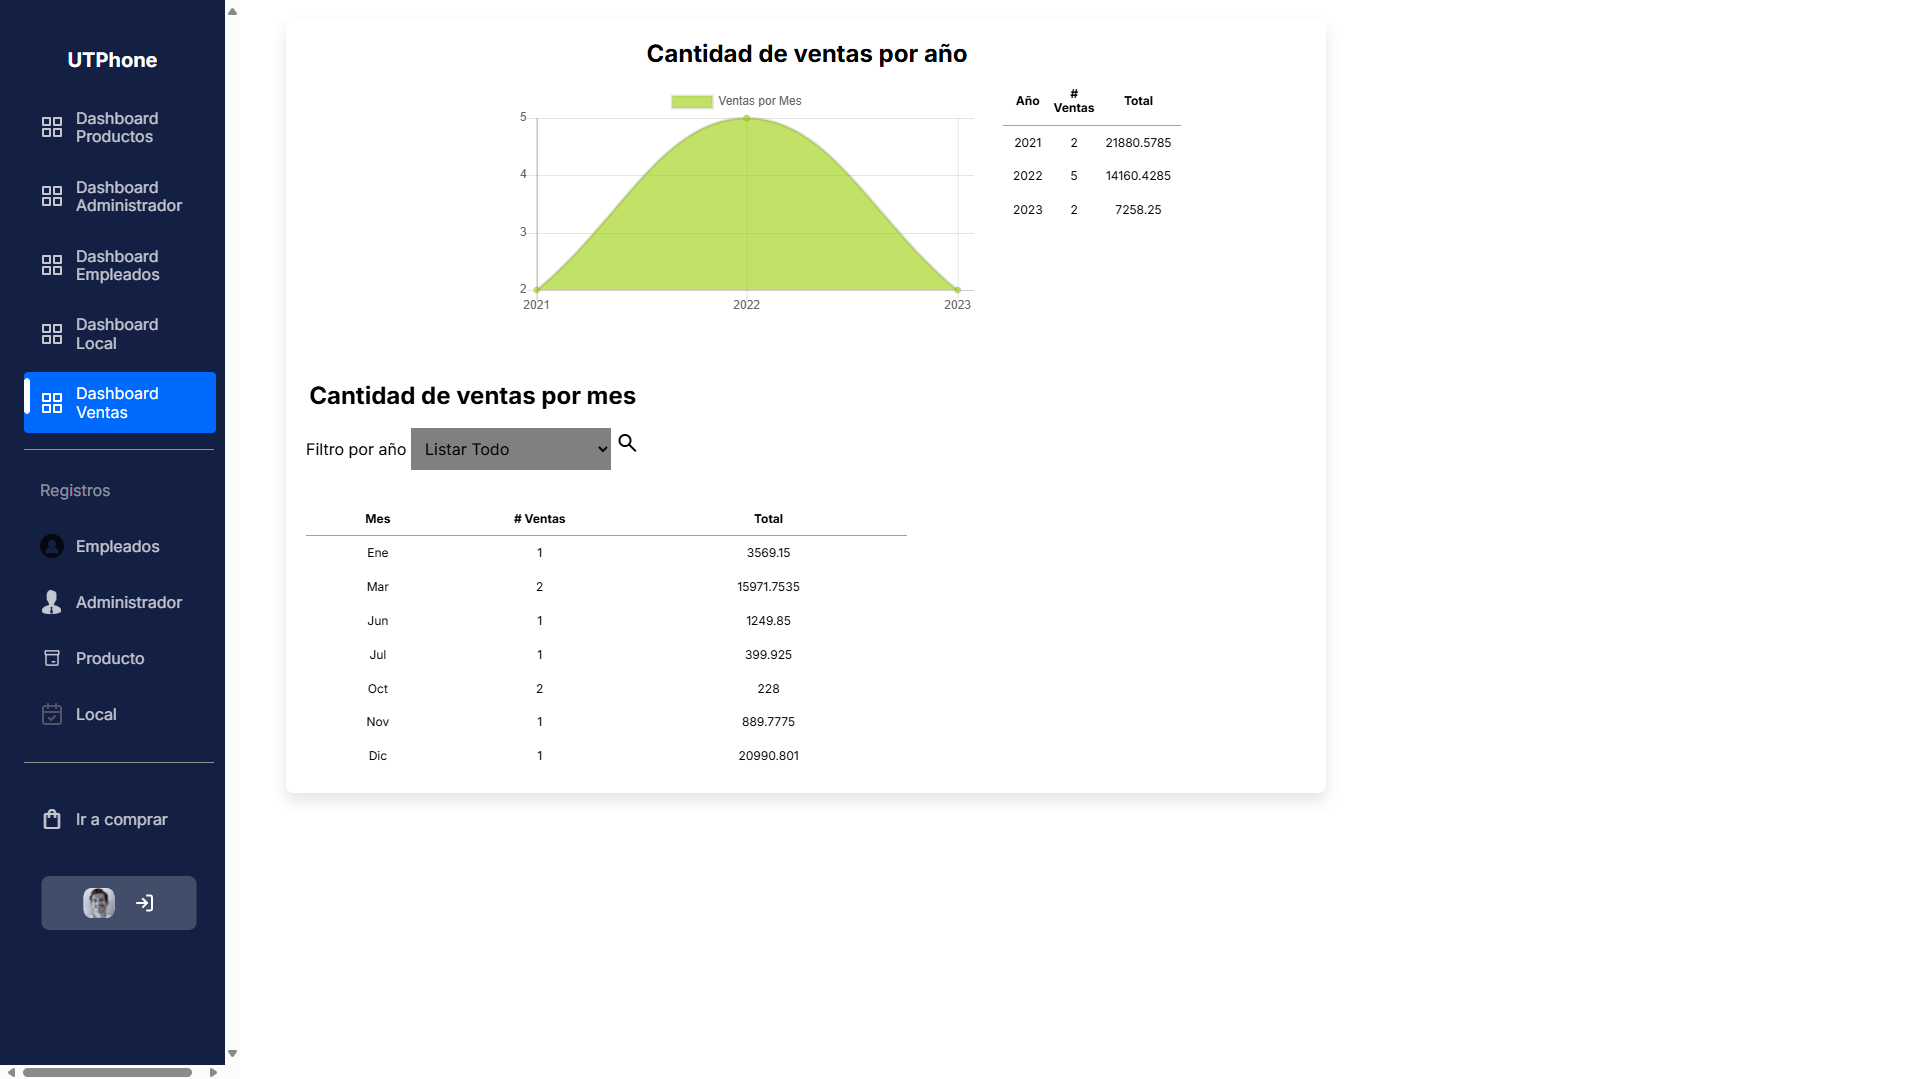 UTPhone
Dashboard
Productos
Dashboard
Administrador
Dashboard
Empleados
Dashboard
Local
Dashboard
Ventas
Registros
Empleados
Administrador
Producto
Local
Ir a comprar
Cantidad de ventas por año
Ventas por Mes
5
4
3
2
2021 2022 2023
Año # Ventas Total
2021 2 21880.5785
2022 5 14160.4285
2023 2 7258.25
Cantidad de ventas por mes
Filtro por año Listar Todo
Mes # Ventas Total
Ene 1 3569.15
Mar 2 15971.7535
Jun 1 1249.85
Jul 1 399.925
Oct 2 228
Nov 1 889.7775
Dic 1 20990.801